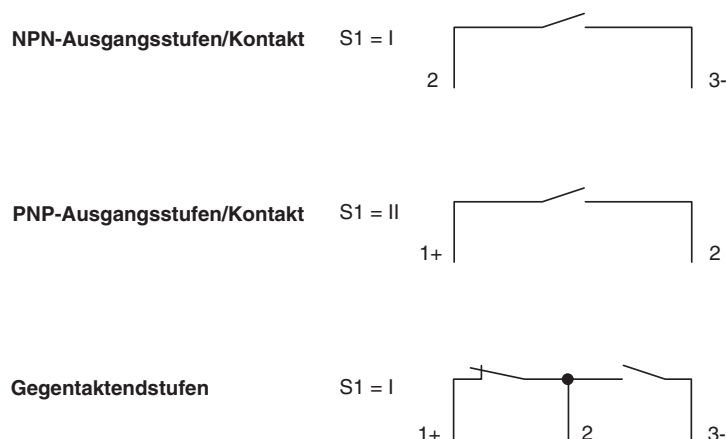 NPN-Ausgangsstufen/Kontakt S1 = I
2 3-
PNP-Ausgangsstufen/Kontakt S1 = II
1+ 2
Gegentaktendstufen S1 = I
1+ 2 3-